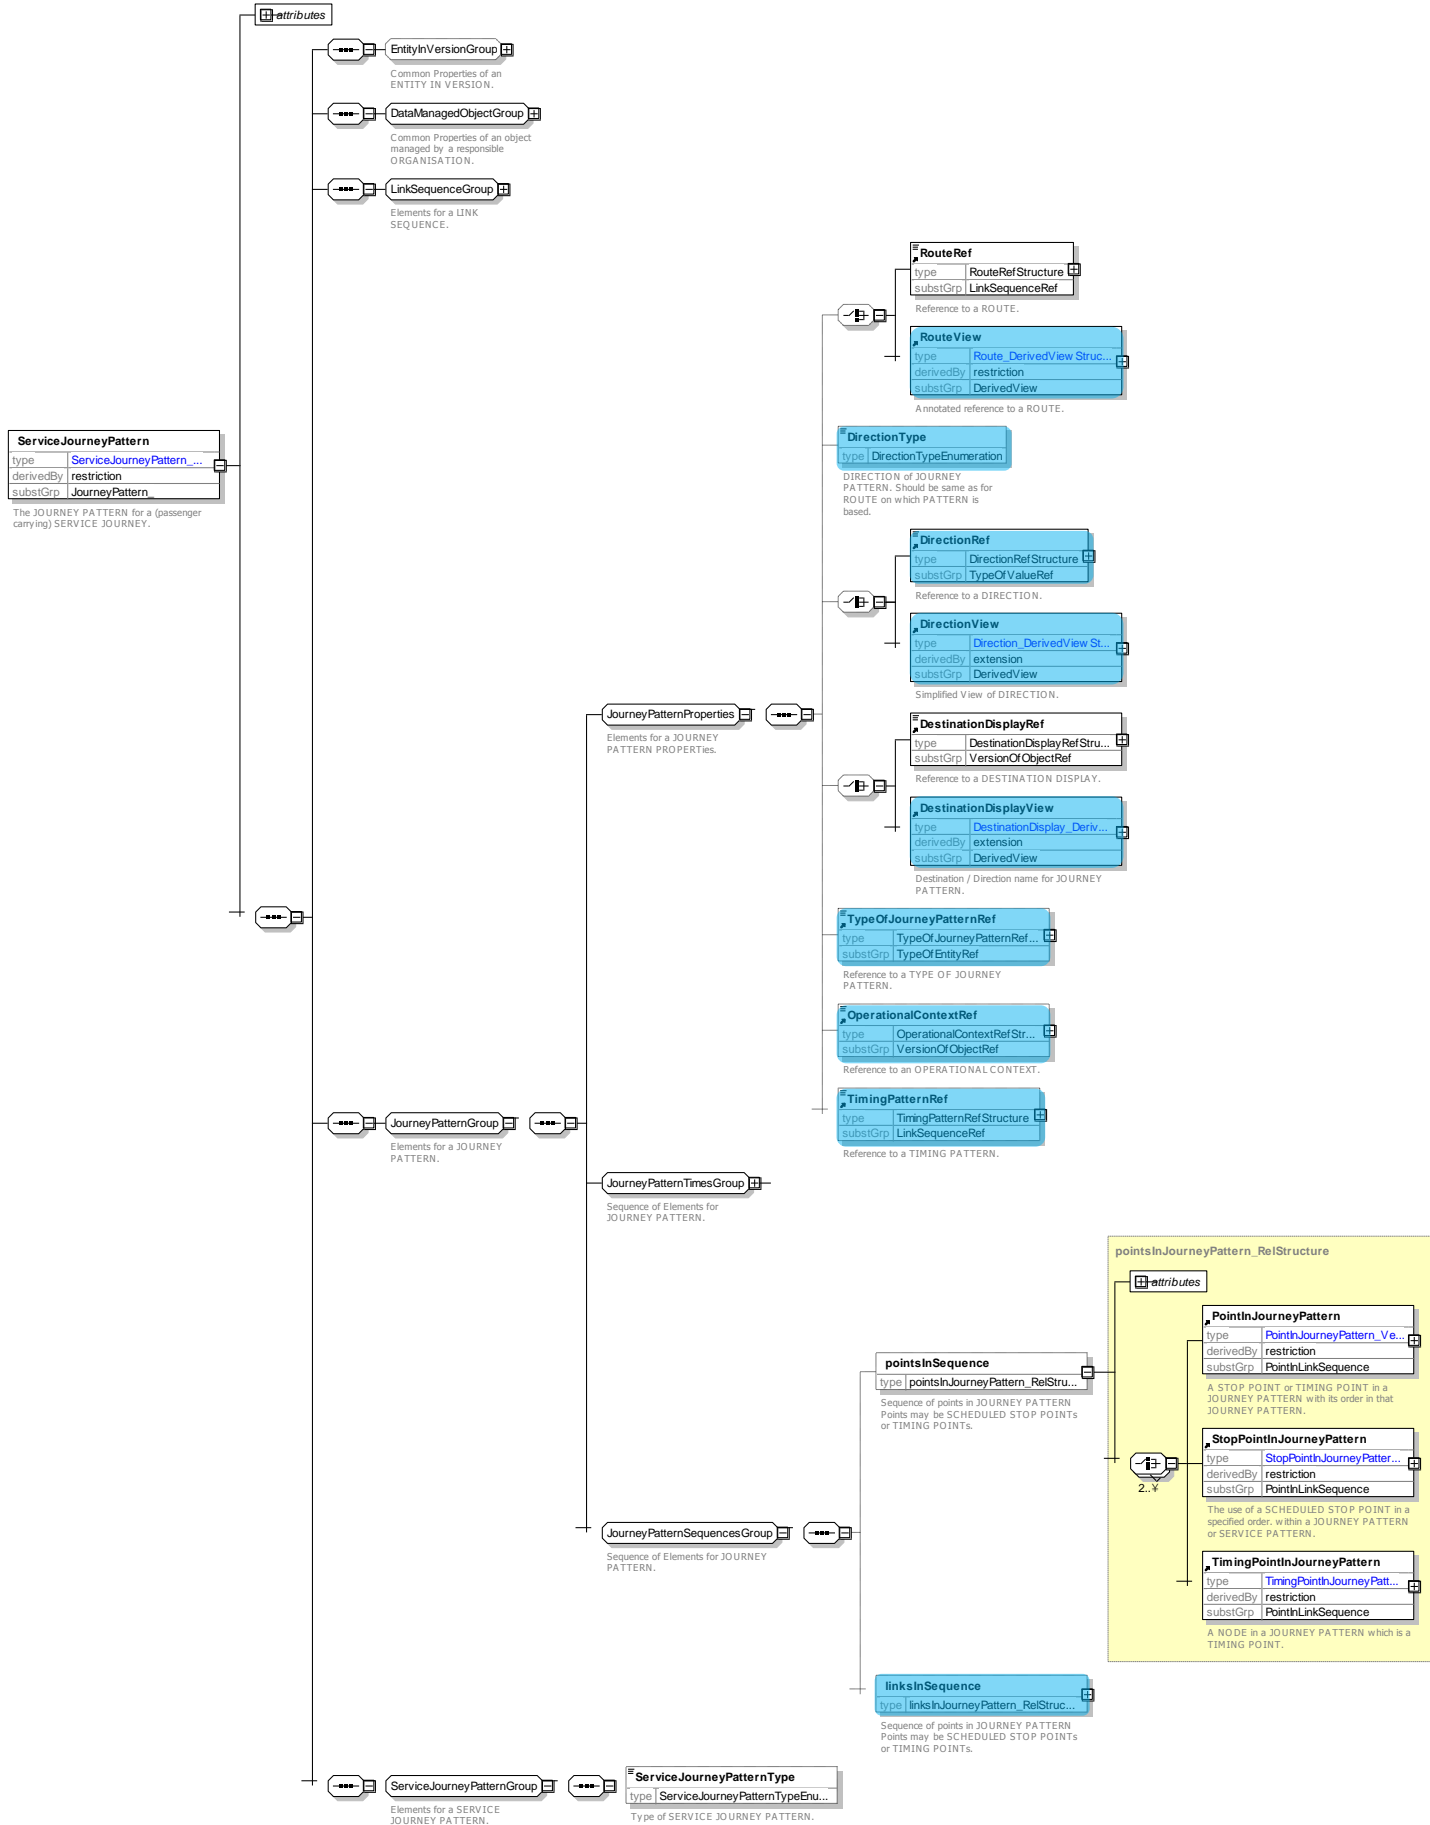 attributes
EntityInVersionGroup
Common Properties of an
ENTITY IN VERSION.
DataManagedObjectGroup
Common Properties of an object
managed by a responsible
ORGANISATION.
LinkSequenceGroup
Elements for a LINK
SEQUENCE.
RouteRef
type RouteRefStructure
substGrp LinkSequenceRef
Reference to a ROUTE.
RouteView
type Route_DerivedViewStruc...
derivedBy restriction
substGrp DerivedView
Annotated reference to a ROUTE.
ServiceJourneyPattern
type ServiceJourneyPattern_...
derivedBy restriction
substGrp JourneyPattern_
The JOURNEY PATTERN for a (passenger
carrying) SERVICE JOURNEY.
DirectionType
type DirectionTypeEnumeration
DIRECTION of JOURNEY
PATTERN. Should be same as for
ROUTE on which PATTERN is
based.
DirectionRef
type DirectionRefStructure
substGrp TypeOfValueRef
Reference to a DIRECTION.
DirectionView
type Direction_DerivedViewSt...
derivedBy extension
substGrp DerivedView
Simplified View of DIRECTION.
JourneyPatternProperties
Elements for a JOURNEY
PATTERN PROPERTies.
DestinationDisplayRef
type DestinationDisplayRefStru...
substGrp VersionOfObjectRef
Reference to a DESTINATION DISPLAY.
DestinationDisplayView
type DestinationDisplay_Deriv...
derivedBy extension
substGrp DerivedView
Destination / Direction name for JOURNEY
PATTERN.
TypeOfJourneyPatternRef
type TypeOfJourneyPatternRef...
substGrp TypeOfEntityRef
Reference to a TYPE OF JOURNEY
PATTERN.
OperationalContextRef
type OperationalContextRefStr...
substGrp VersionOfObjectRef
Reference to an OPERATIONAL CONTEXT.
TimingPatternRef
type TimingPatternRefStructure
substGrp LinkSequenceRef
Reference to a TIMING PATTERN.
JourneyPatternGroup
Elements for a JOURNEY
PATTERN.
JourneyPatternTimesGroup
Sequence of Elements for
JOURNEY PATTERN.
pointsInJourneyPattern_RelStructure
attributes
PointInJourneyPattern
type PointInJourneyPattern_Ve...
derivedBy restriction
substGrp PointInLinkSequence
A STOP POINT or TIMING POINT in a
JOURNEY PATTERN with its order in that
JOURNEY PATTERN.
pointsInSequence
type pointsInJourneyPattern_RelStru...
Sequence of points in JOURNEY PATTERN
Points may be SCHEDULED STOP POINTs
or TIMING POINTs.
StopPointInJourneyPattern
type StopPointInJourneyPatter...
derivedBy restriction
substGrp PointInLinkSequence
The use of a SCHEDULED STOP POINT in a
specified order. within a JOURNEY PATTERN
or SERVICE PATTERN.
2..¥
JourneyPatternSequencesGroup
Sequence of Elements for JOURNEY
PATTERN.
TimingPointInJourneyPattern
type TimingPointInJourneyPatt...
derivedBy restriction
substGrp PointInLinkSequence
A NODE in a JOURNEY PATTERN which is a
TIMING POINT.
linksInSequence
type linksInJourneyPattern_RelStruc...
Sequence of points in JOURNEY PATTERN
Points may be SCHEDULED STOP POINTs
or TIMING POINTs.
ServiceJourneyPatternGroup
Elements for a SERVICE
JOURNEY PATTERN.
ServiceJourneyPatternType
type ServiceJourneyPatternTypeEnu...
Type of SERVICE JOURNEY PATTERN.